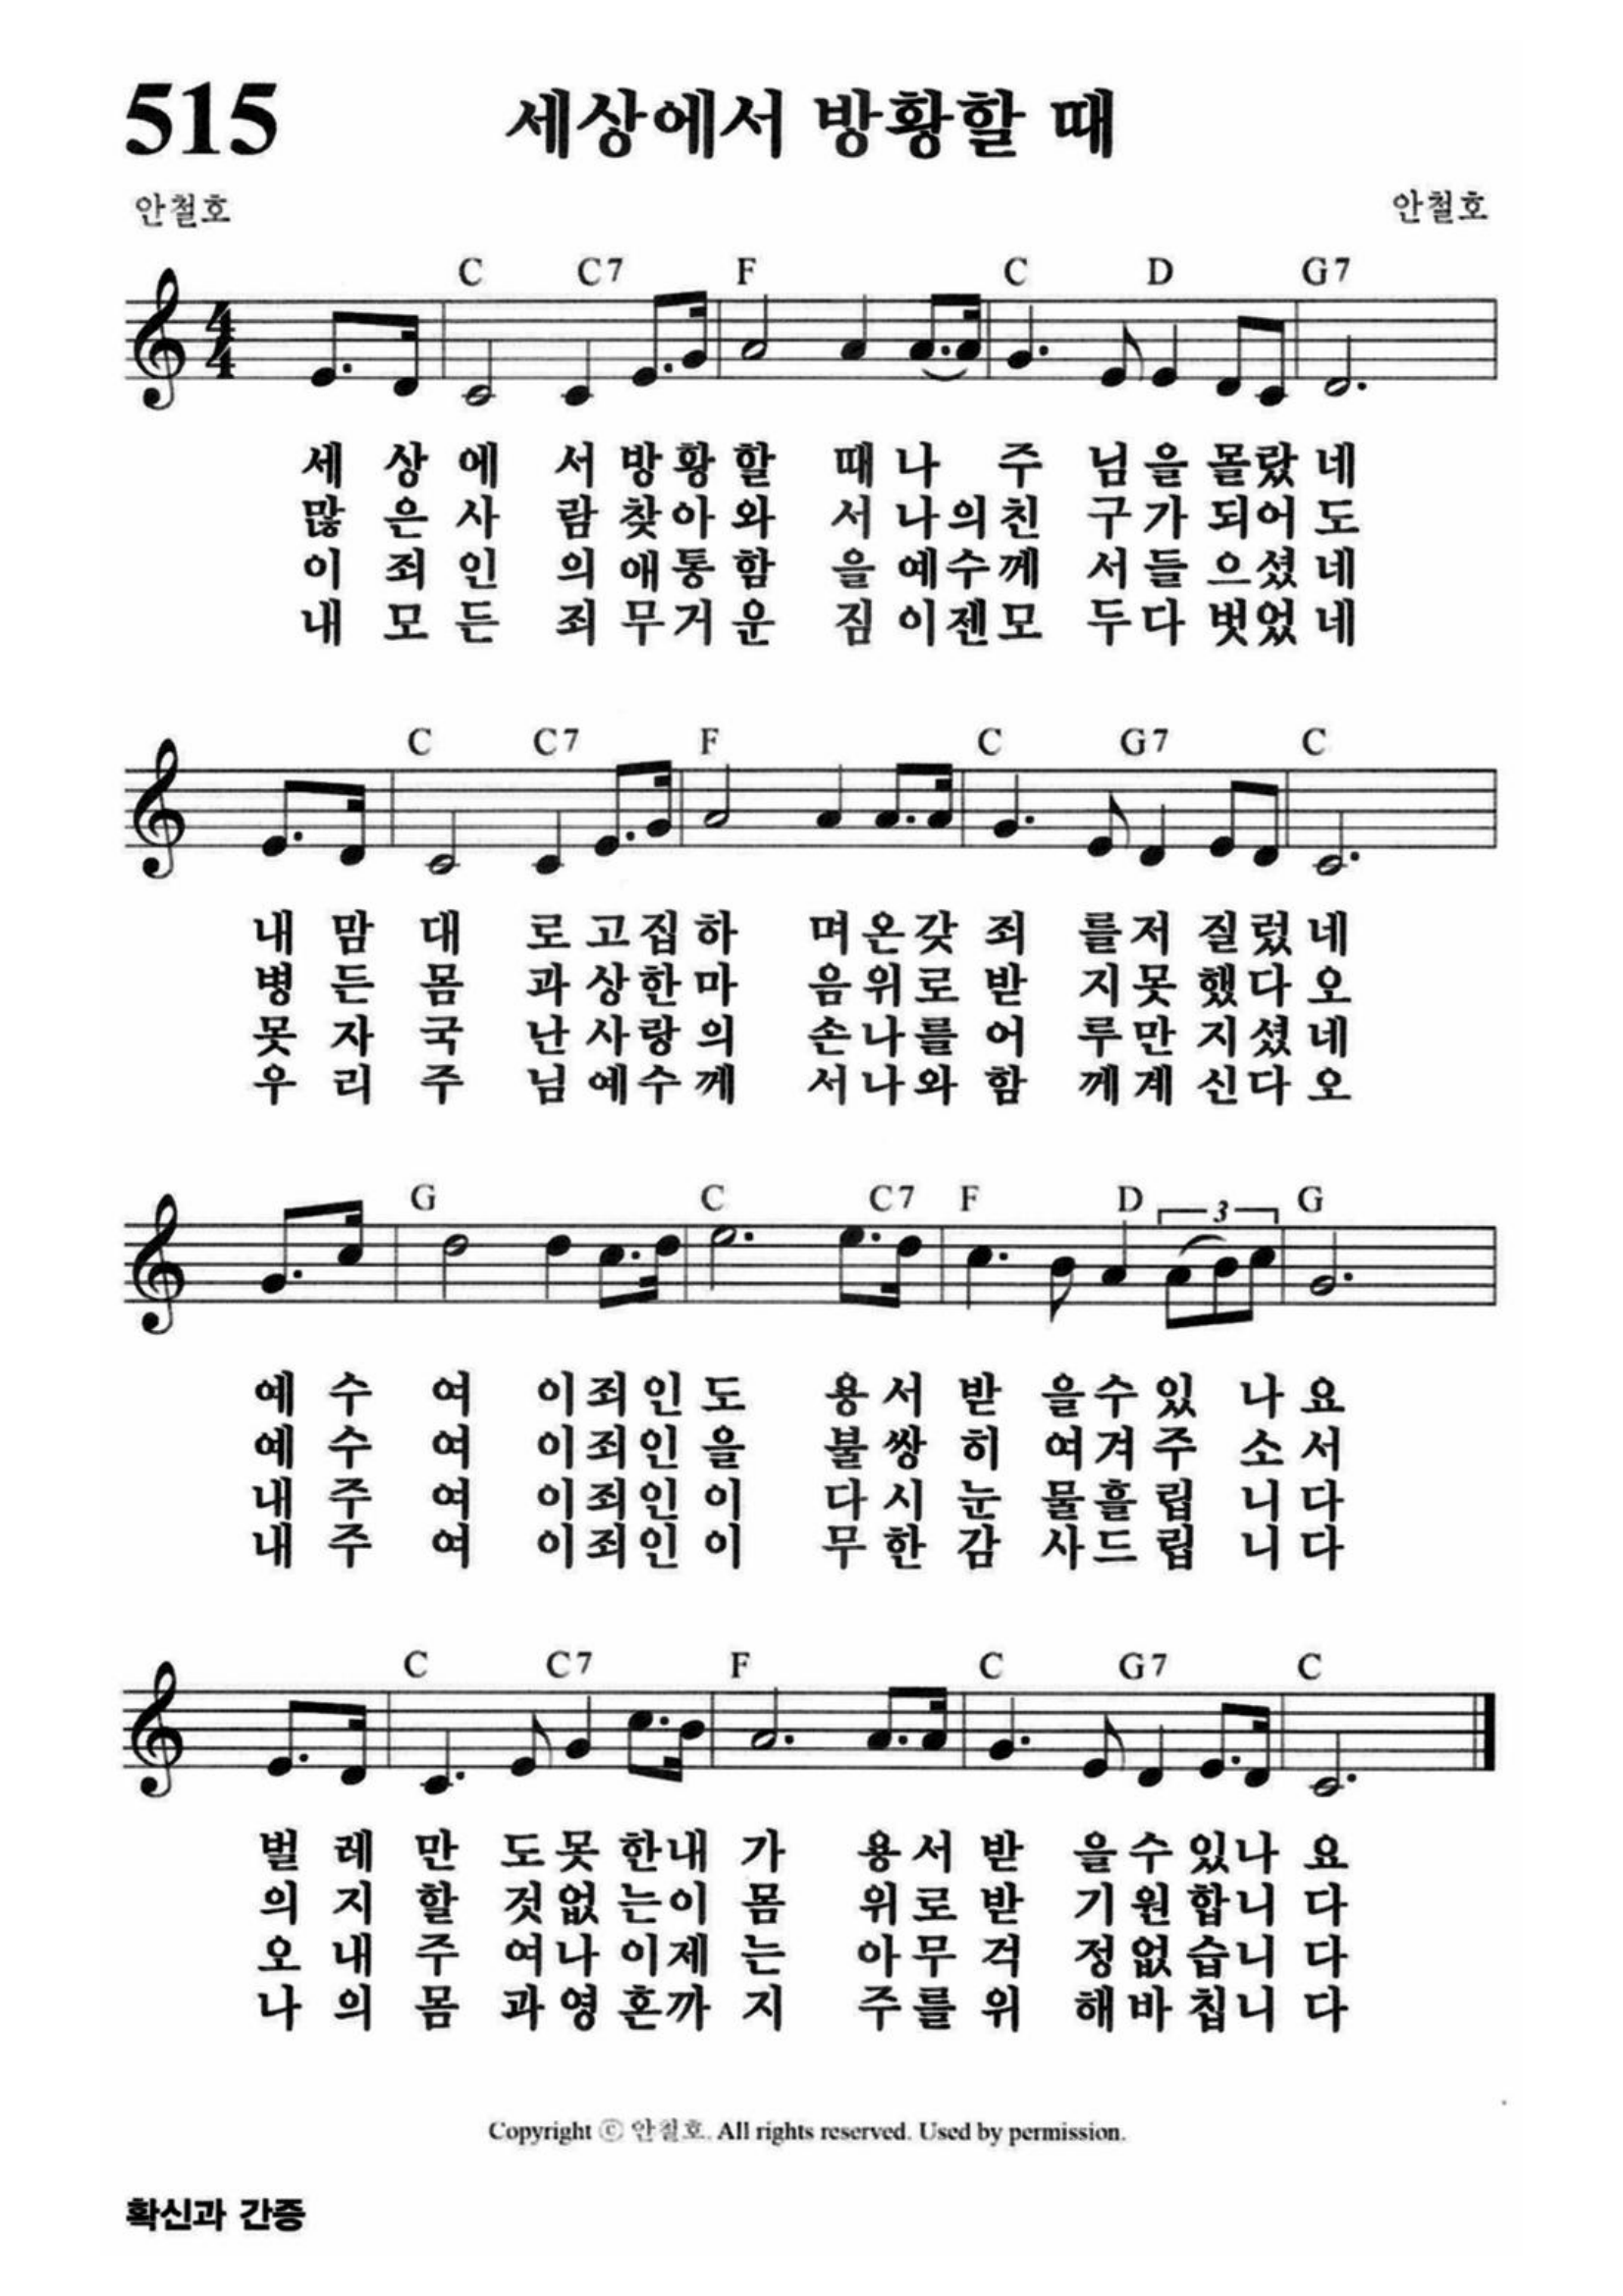 515
세상에서 방황할 때
안철호
안철호
C C7 F C D G7
세 상 에 서 방 황 할 때 나 주 님 을 몰 랐 네
많 은 사 람 찾 아 와 서 나 의 친 구 가 되 어 도
이 죄 인 의 애 통 함 을 예 수 께 서 들 으 셨 네
내 모 든 죄 무 거 운 짐 이 젠 모 두 다 벗 었 네
C C7 F C G7 C
내 맘 대 로 고 집 하 며 온 갖 죄 를 저 질 렀 네
병 든 몸 과 상 한 마 음 위 로 받 지 못 했 다 오
못 자 국 난 사 랑 의 손 나 를 어 루 만 지 셨 네
우 리 주 님 예 수 께 서 나 와 함 께 계 신 다 오
G C C7 F D 3 G
예 수 여 이 죄 인 도 용 서 받 을 수 있 나 요
예 수 여 이 죄 인 을 불 쌍 히 여 겨 주 소 서
내 주 여 이 죄 인 이 다 시 눈 물 흘 립 니 다
내 주 여 이 죄 인 이 무 한 감 사 드 립 니 다
C C7 F C G7 C
벌 레 만 도 못 한 내 가 용 서 받 을 수 있 나 요
의 지 할 것 없 는 이 몸 위 로 받 기 원 합 니 다
오 내 주 여 나 이 제 는 아 무 걱 정 없 습 니 다
나 의 몸 과 영 혼 까 지 주 를 위 해 바 칩 니 다
Copyright ⓒ 안철호. All rights reserved. Used by permission.
확신과 간증